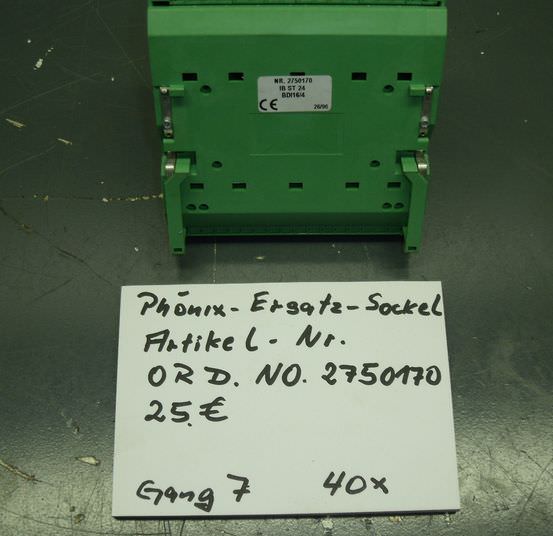 NR. 2750170
IB ST 24
BDI16/4
CE 26/96
Phönix-Ersatz-Sockel
Artikel-Nr.
ORD. NO. 2750170
25.€
Gang 7 40x